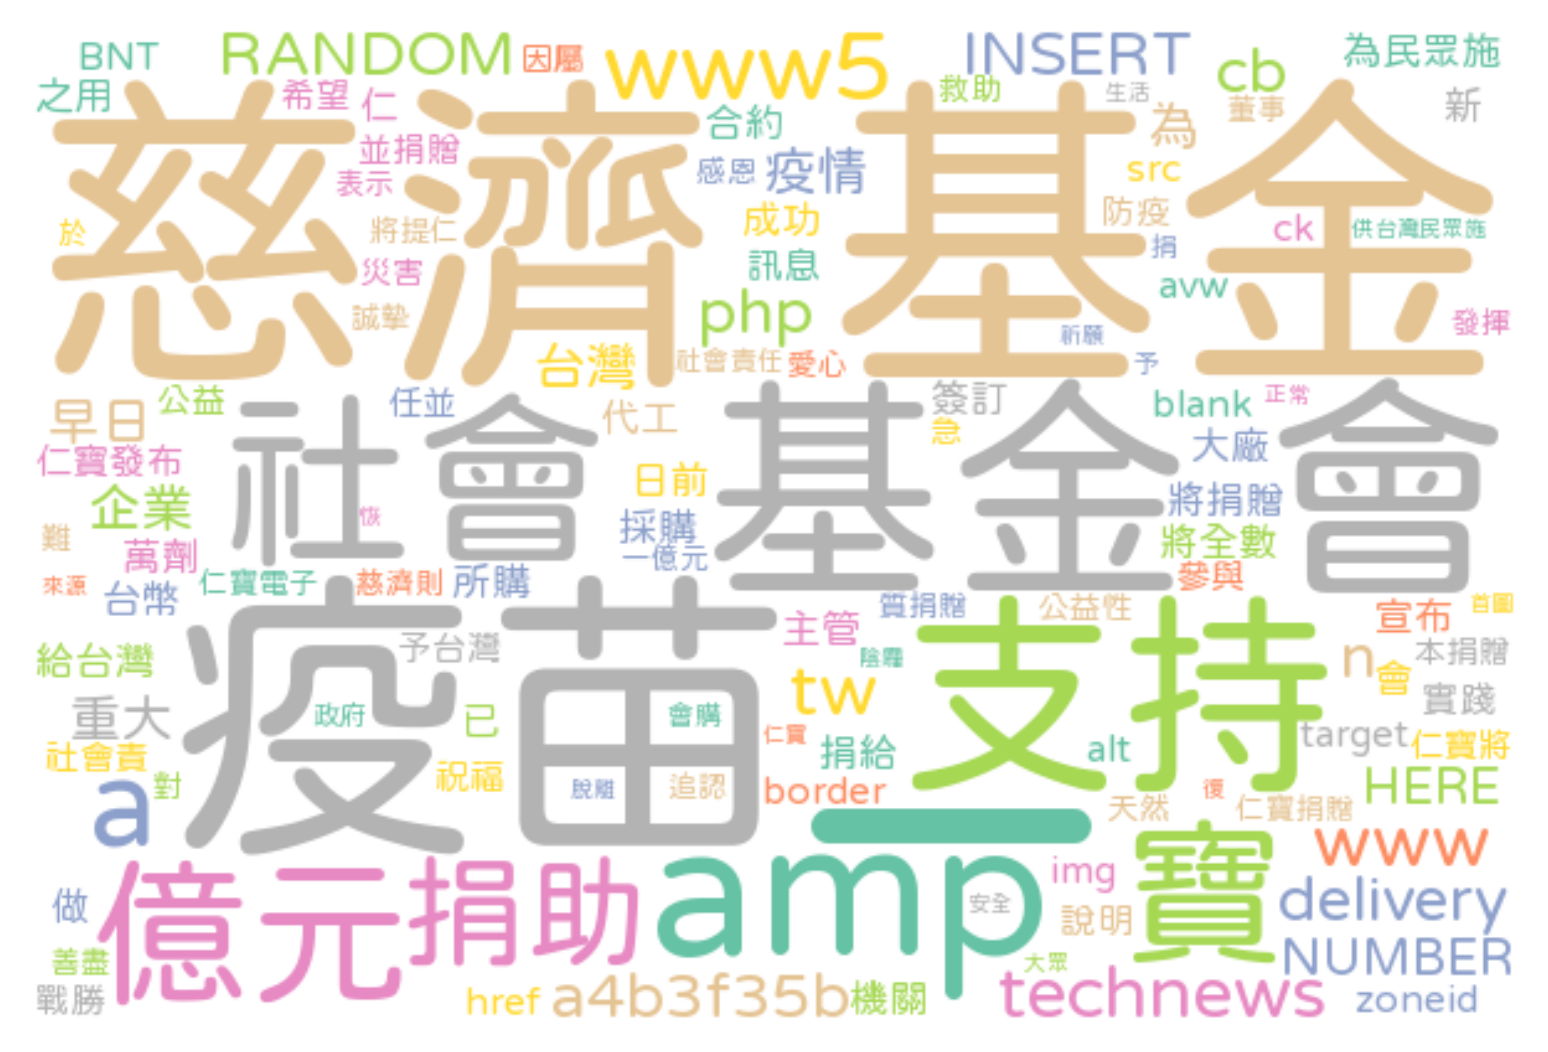 BNT
RANDOM
因屬
www5
INSERT
cb
為民眾施
之用
希望
仁
救助
生活
董事
新
慈濟基金
並捐贈
合約
為
表示
感恩
疫情
src
於
將提仁
成功
防疫
ck
供台灣民眾施
捐
災害
訊息
avw
誠摯
php
祈願
發揮
台灣
社會責任
愛心
予
早日
公益
任並
代工
簽訂
blank
正常
急
社會
基金會
大廠
仁寶發布
日前
將捐贈
企業
恢
採購
難
萬劑
一億元
將全數
來源
台幣
仁寶電子
慈濟則
所購
參與
質捐贈
公益性
宣布
首圖
疫苗
支持
主管
給台灣
予台灣
陰霾
n
會
本捐贈
重大
政府
已
會購
tw
實踐
仁寶
target
仁寶將
社會責
捐給
alt
對
祝福
脫離
追認
border
復
HERE
a
天然
仁寶捐贈
_
億元
捐助
amp
寶
www
img
做
安全
delivery
說明
善盡
大眾
NUMBER
戰勝
href
a4b3f35b
機關
technews
zoneid